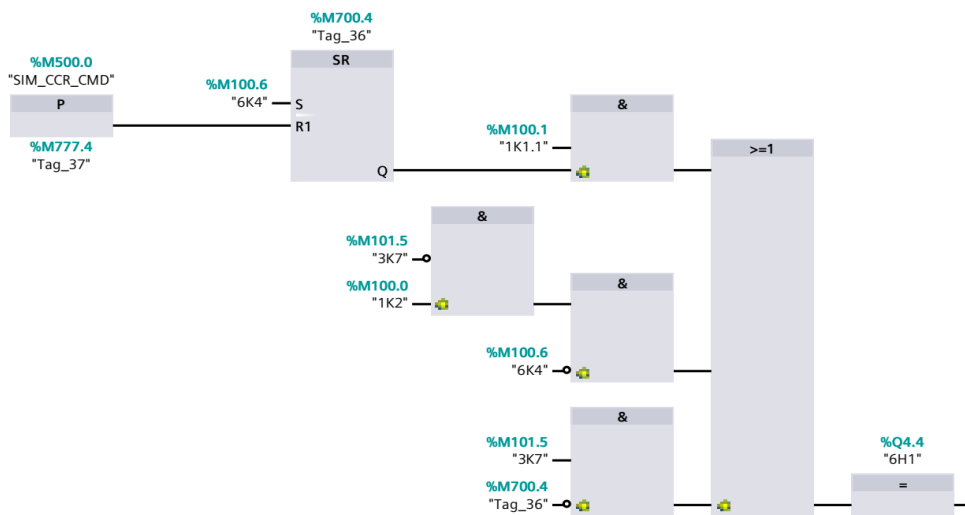 %M700.4
"Tag_36"
SR
%M500.0
"SIM_CCR_CMD"
P
%M777.4
"Tag_37"
%M100.6
"6K4"
S
R1
Q
&
%M100.1
"1K1.1"
>=1
&
%M101.5
"3K7"
%M100.0
"1K2"
&
%M100.6
"6K4"
&
%M101.5
"3K7"
%M700.4
"Tag_36"
%Q4.4
"6H1"
=